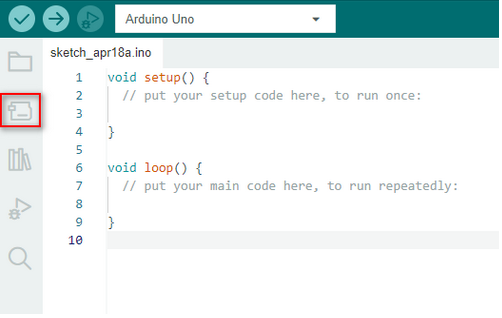 Arduino Uno
sketch_apr18a.ino
1 void setup() {
2 // put your setup code here, to run once:
3
4 }
5
6 void loop() {
7 // put your main code here, to run repeatedly:
8
9 }
10